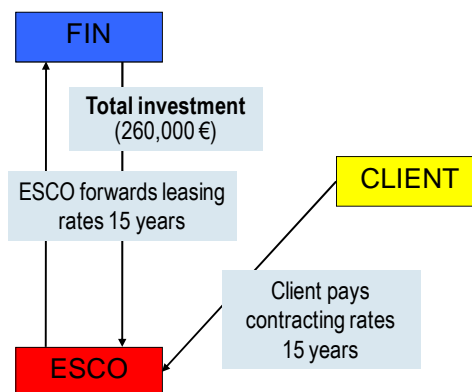 FIN
Total investment
(260,000 €)
ESCO forwards leasing
rates 15 years
CLIENT
Client pays
contracting rates
15 years
ESCO